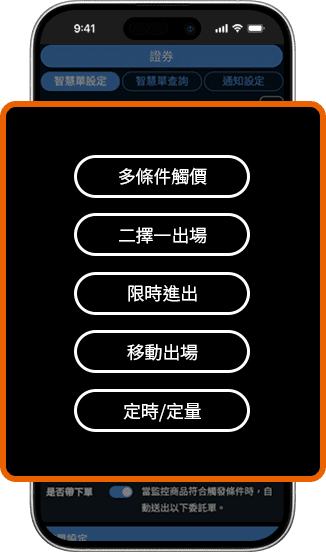 9:41
證券
智慧單設定
智慧單查詢
通知設定
多條件觸價
二擇一出場
限時進出
移動出場
定時/定量
是否帶下單
當監控商品符合觸發條件時，自
動送出以下委託單。